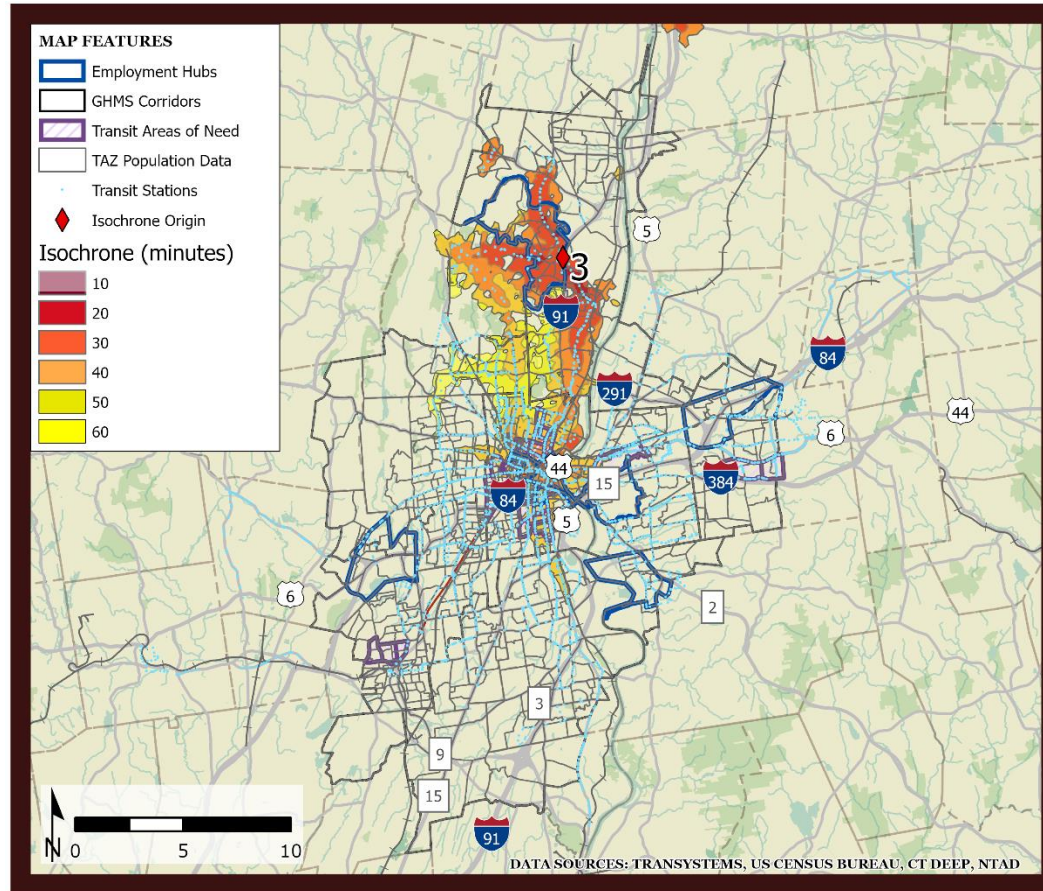 MAP FEATURES
Employment Hubs
GHMS Corridors
Transit Areas of Need
TAZ Population Data
Transit Stations
Isochrone Origin
Isochrone (minutes)
10
20
30
40
50
60
5
3
91
84
291
44
6
44
15
384
84
5
6
2
3
9
15
91
N
0
5
10
DATA SOURCES: TRANSYSTEMS, US CENSUS BUREAU, CT DEEP, NTAD